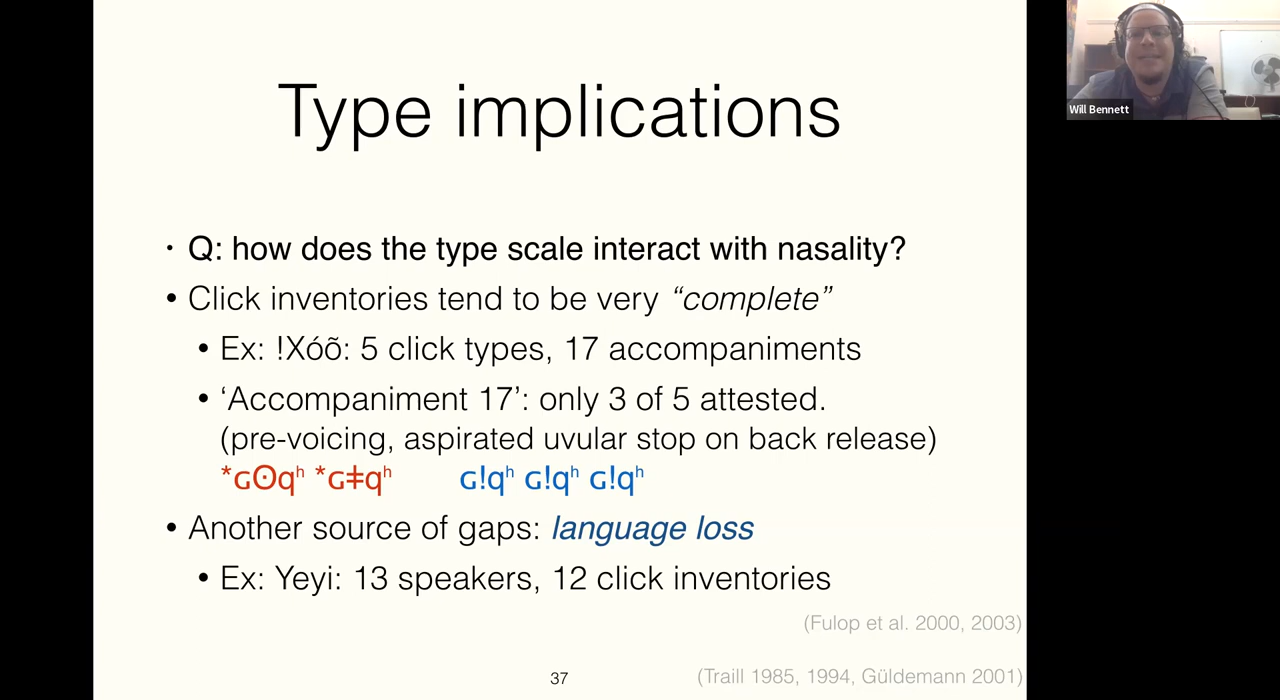 Type implications
Will Bennett
• Q: how does the type scale interact with nasality?
• Click inventories tend to be very “complete”
• Ex: !Xóõ: 5 click types, 17 accompaniments
• ‘Accompaniment 17’: only 3 of 5 attested.
(pre-voicing, aspirated uvular stop on back release)
*ɢʘqʰ *ɢǂqʰ ɢ!qʰ ɢ!qʰ ɢ!qʰ
• Another source of gaps: language loss
• Ex: Yeyi: 13 speakers, 12 click inventories
(Fulop et al. 2000, 2003)
37
(Traill 1985, 1994, Güldemann 2001)